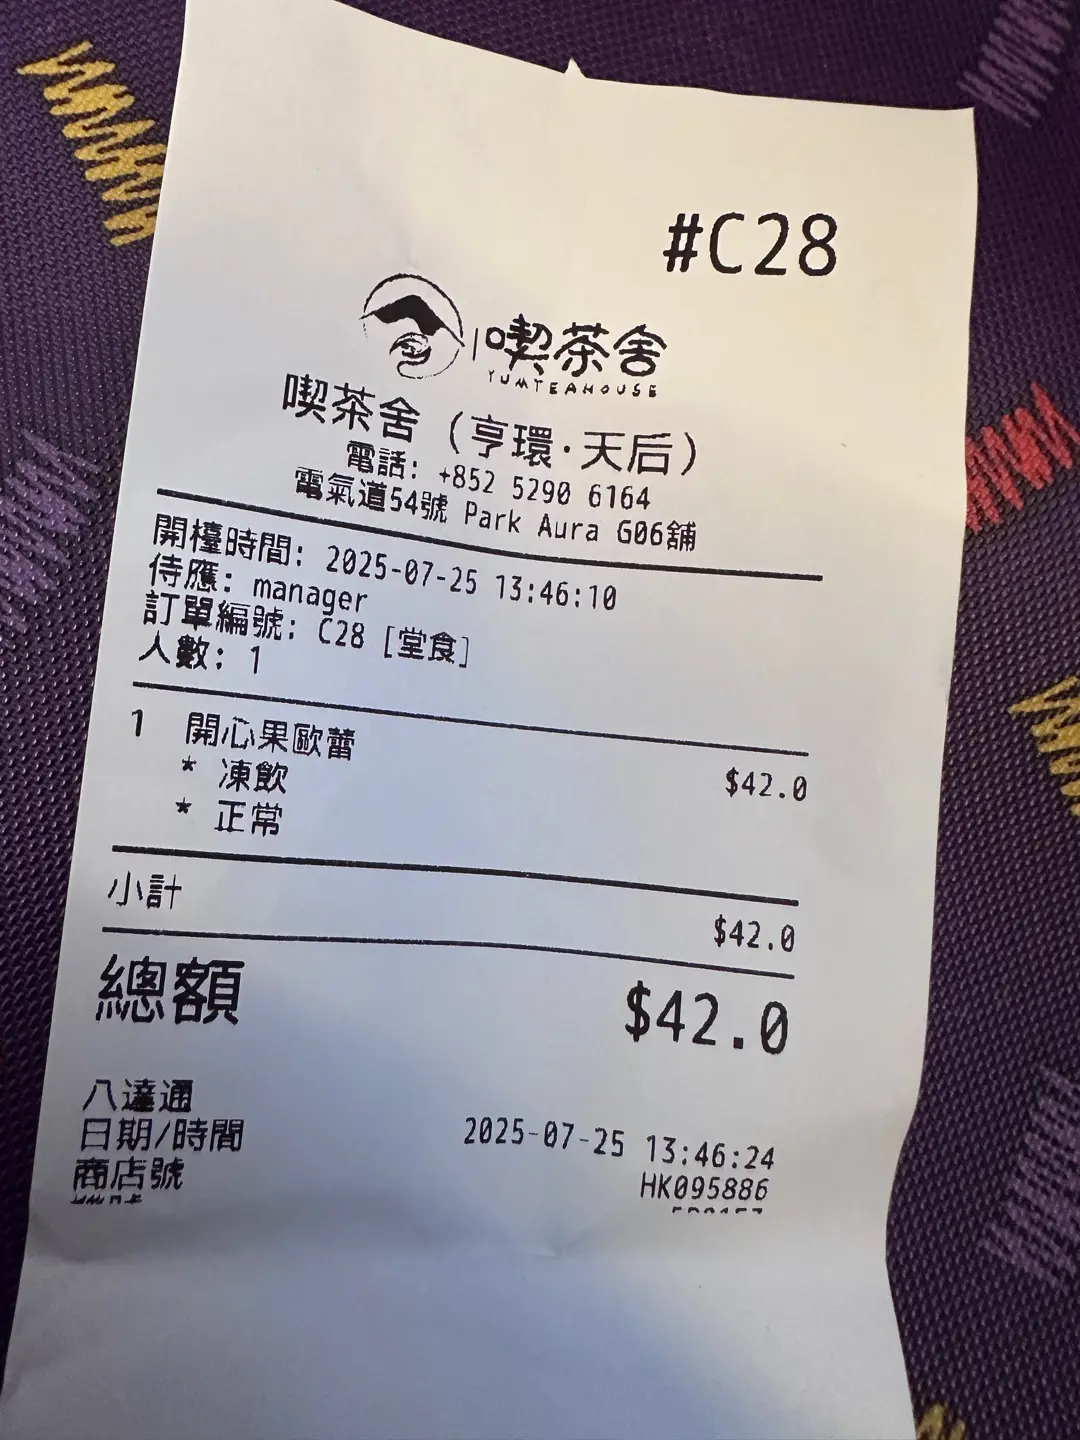 #C28
喫茶舍
YUMTEAHOUSE
喫茶舍（亨環·天后）
電話: +852 5290 6164
電氣道54號 Park Aura G06舖
開檯時間: 2025-07-25 13:46:10
侍應: manager
訂單編號: C28 [堂食]
人數: 1
1 開心果歐蕾 $42.0
* 凍飲
* 正常
小計 $42.0
總額 $42.0
八達通
日期/時間 2025-07-25 13:46:24
商店號 HK095886